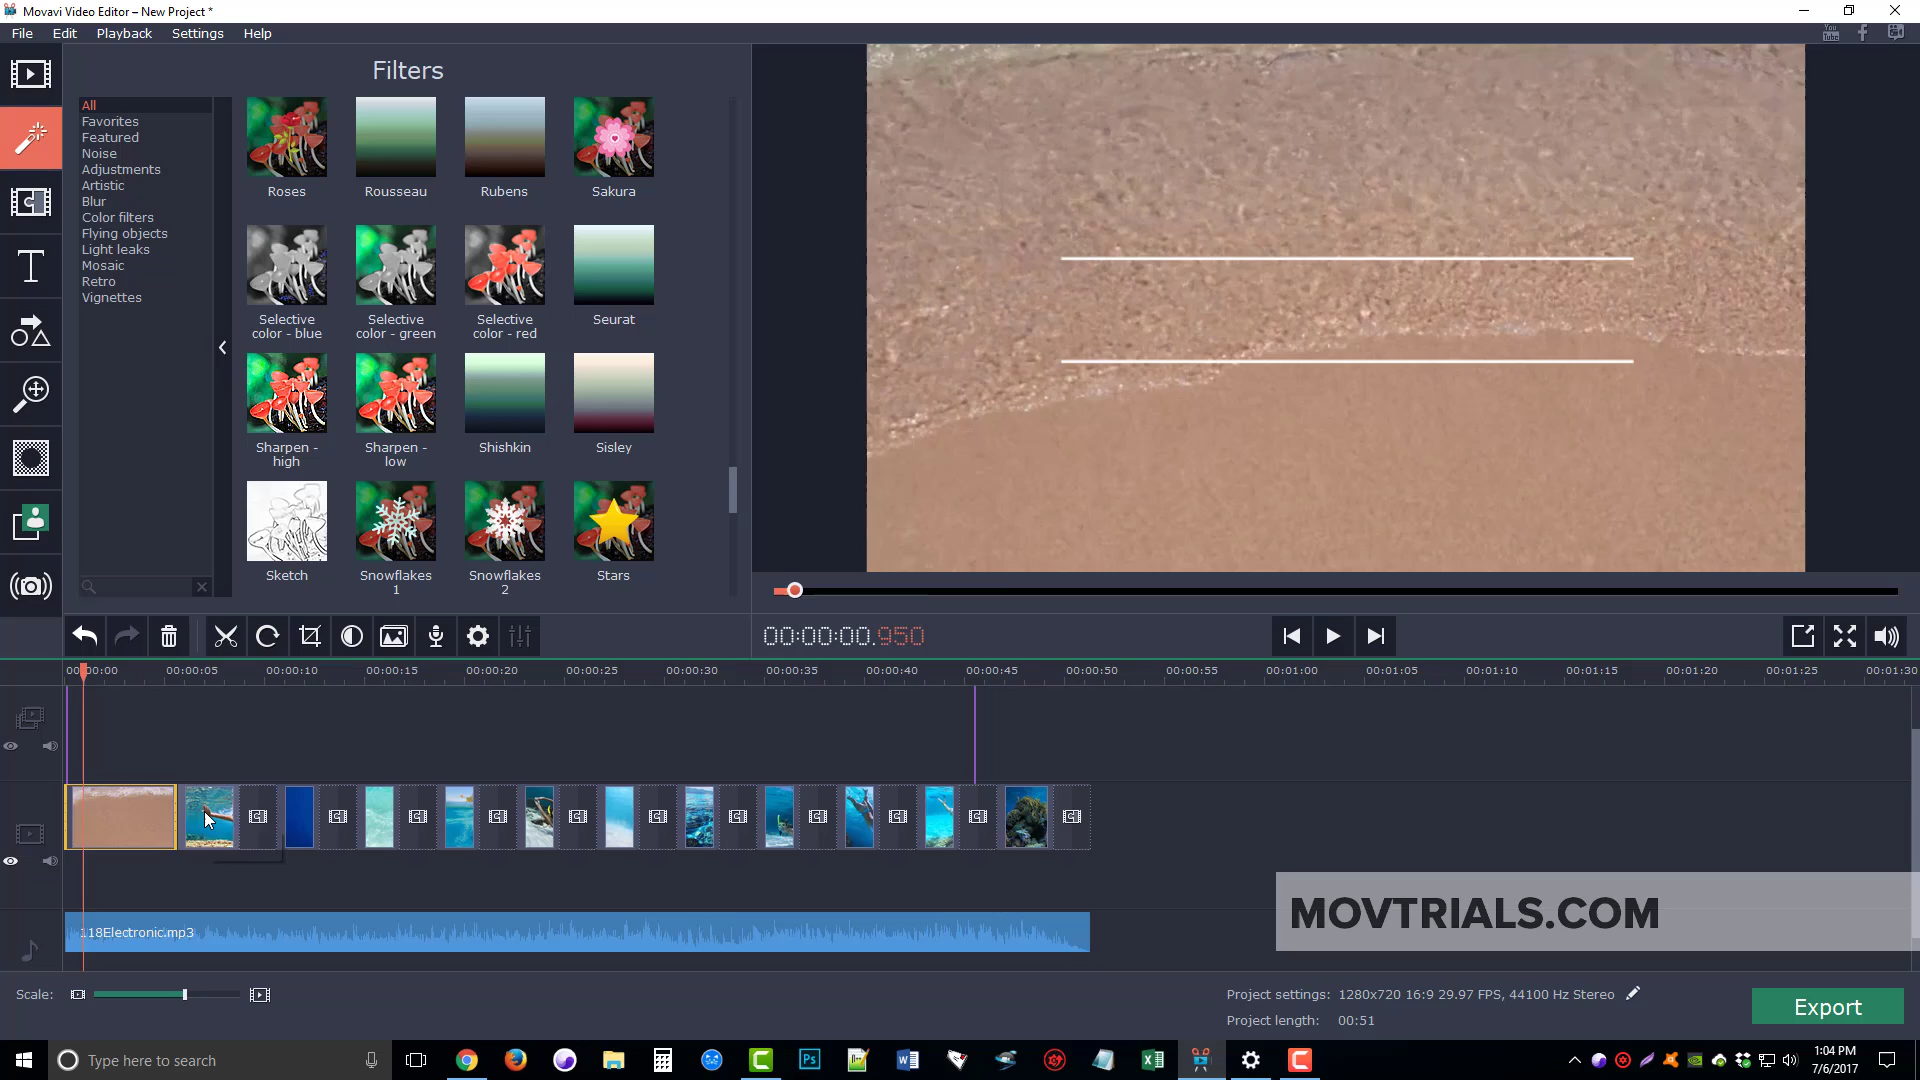 Movavi Video Editor – New Project *
File Edit Playback Settings Help
You
Tube
Filters
All
Favorites
Featured
Noise
Adjustments
Artistic
Blur
Color filters
Flying objects
Light leaks
Mosaic
Retro
Vignettes
Roses Rousseau Rubens Sakura
Selective color - blue Selective color - green Selective color - red Seurat
Sharpen - high Sharpen - low Shishkin Sisley
Sketch Snowflakes 1 Snowflakes 2 Stars
00:00:00.950
00:00:00 00:00:05 00:00:10 00:00:15 00:00:20 00:00:25 00:00:30 00:00:35 00:00:40 00:00:45 00:00:50 00:00:55 00:01:00 00:01:05 00:01:10 00:01:15 00:01:20 00:01:25 00:01:30
MOVTRIALS.COM
118Electronic.mp3
Scale:
Project settings: 1280x720 16:9 29.97 FPS, 44100 Hz Stereo
Project length: 00:51
Export
Type here to search
1:04 PM
7/6/2017